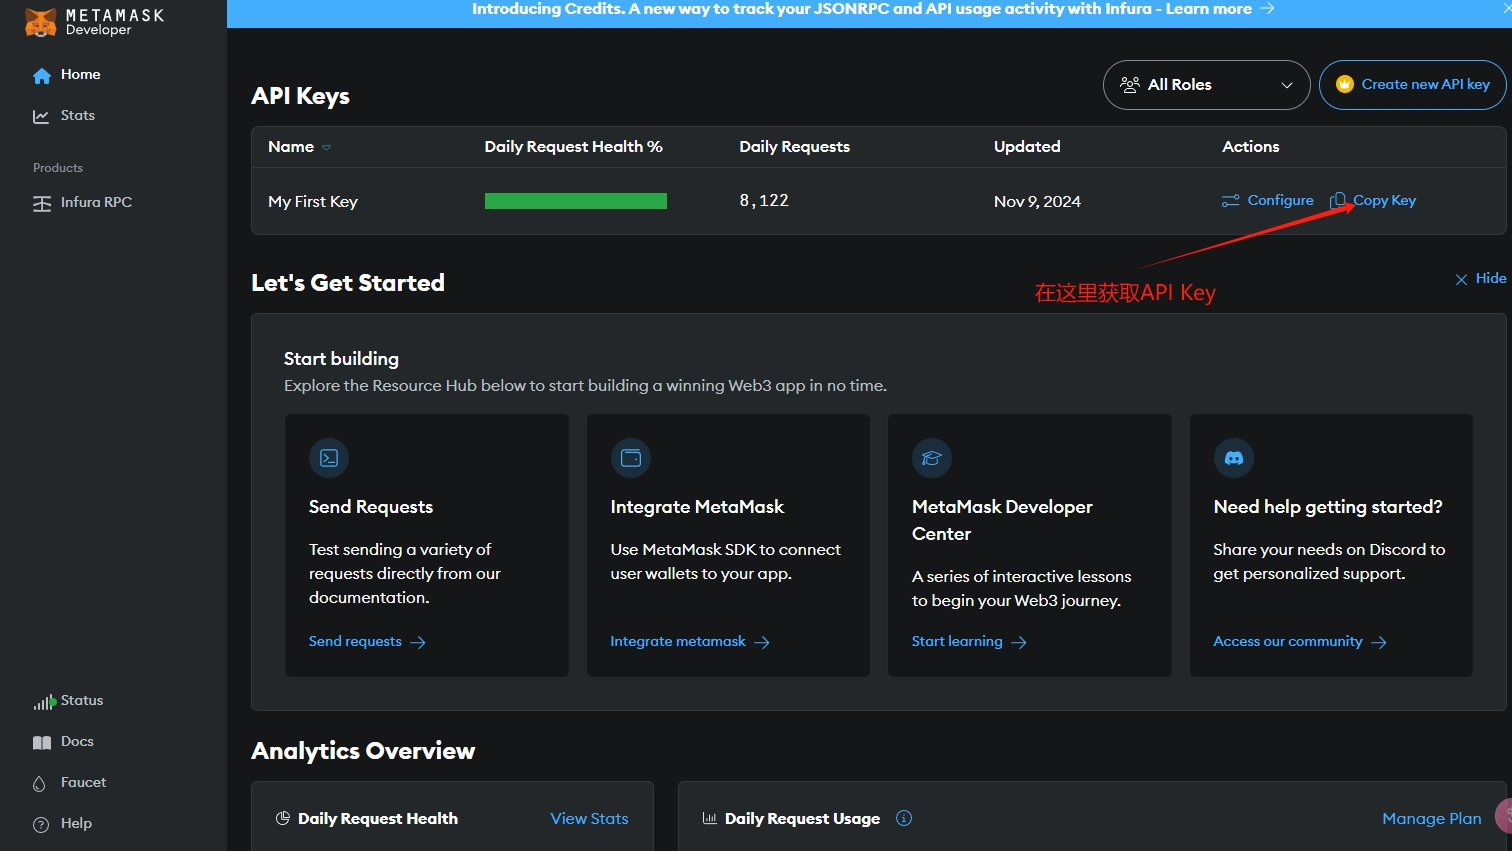 METAMASK
Developer
Introducing Credits. A new way to track your JSONRPC and API usage activity with Infura - Learn more
Home
Stats
Products
Infura RPC
API Keys
All Roles
Create new API key
Name
Daily Request Health %
Daily Requests
Updated
Actions
My First Key
8,122
Nov 9, 2024
Configure
Copy Key
在这里获取API Key
Let's Get Started
Hide
Start building
Explore the Resource Hub below to start building a winning Web3 app in no time.
Send Requests
Test sending a variety of
requests directly from our
documentation.
Send requests
Integrate MetaMask
Use MetaMask SDK to connect
user wallets to your app.
Integrate metamask
MetaMask Developer
Center
A series of interactive lessons
to begin your Web3 journey.
Start learning
Need help getting started?
Share your needs on Discord to
get personalized support.
Access our community
Status
Docs
Faucet
Help
Analytics Overview
Daily Request Health
View Stats
Daily Request Usage
Manage Plan